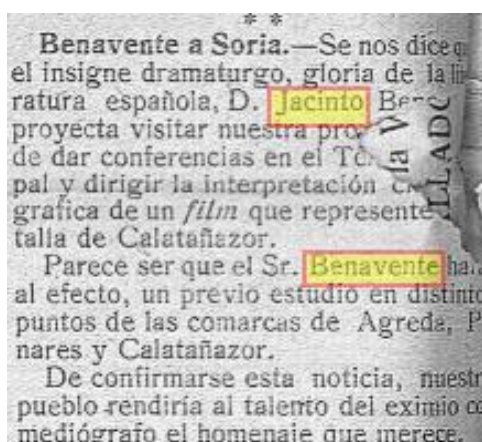 * *
Benavente a Soria.—Se nos dice
el insigne dramaturgo, gloria de la
ratura española, D. Jacinto
proyecta visitar nuestra
de dar conferencias en el
pal y dirigir la interpretación
grafica de un film que represente
talla de Calatañazor.
Parece ser que el Sr. Benavente
al efecto, un previo estudio en
puntos de las comarcas de Agreda,
nares y Calatañazor.
De confirmarse esta noticia,
pueblo rendiría al talento del eximio
mediógrafo el homenaje que merece.